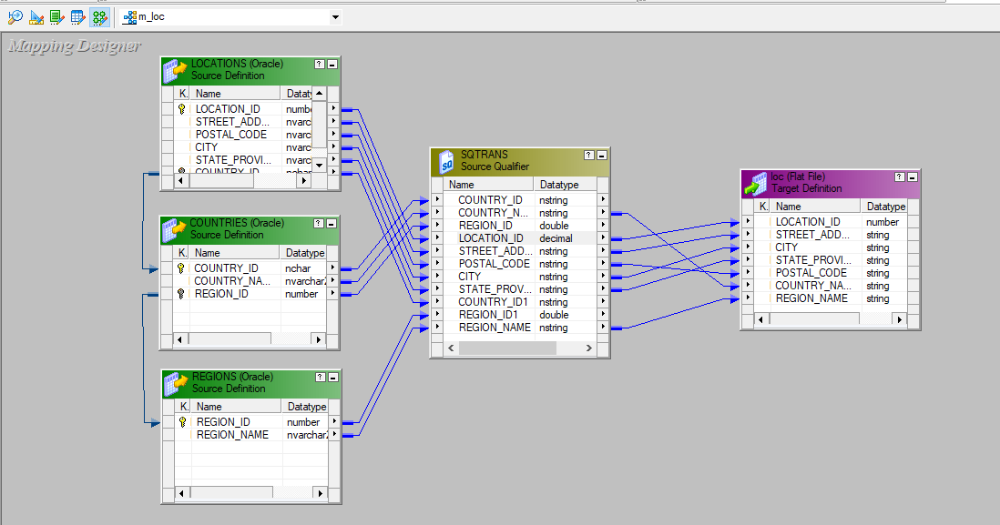 m_loc
Mapping Designer
LOCATIONS (Oracle)
Source Definition
K. Name Datat
LOCATION_ID numbe
STREET_ADD... nvarc
POSTAL_CODE nvarc
CITY nvarc
STATE_PROVI... nvarc
COUNTRY_ID nchar
COUNTRIES (Oracle)
Source Definition
K. Name Datatype
COUNTRY_ID nchar
COUNTRY_NA... nvarchar2
REGION_ID number
REGIONS (Oracle)
Source Definition
K. Name Datatype
REGION_ID number
REGION_NAME nvarchar2
SQ
SQTRANS
Source Qualifier
Name Datatype
COUNTRY_ID nstring
COUNTRY_N... nstring
REGION_ID double
LOCATION_ID decimal
STREET_ADD... nstring
POSTAL_CODE nstring
CITY nstring
STATE_PROV... nstring
COUNTRY_ID1 nstring
REGION_ID1 double
REGION_NAME nstring
loc (Flat File)
Target Definition
K. Name Datatype
LOCATION_ID number
STREET_ADD... string
CITY string
STATE_PROVI... string
POSTAL_CODE string
COUNTRY_NA... string
REGION_NAME string